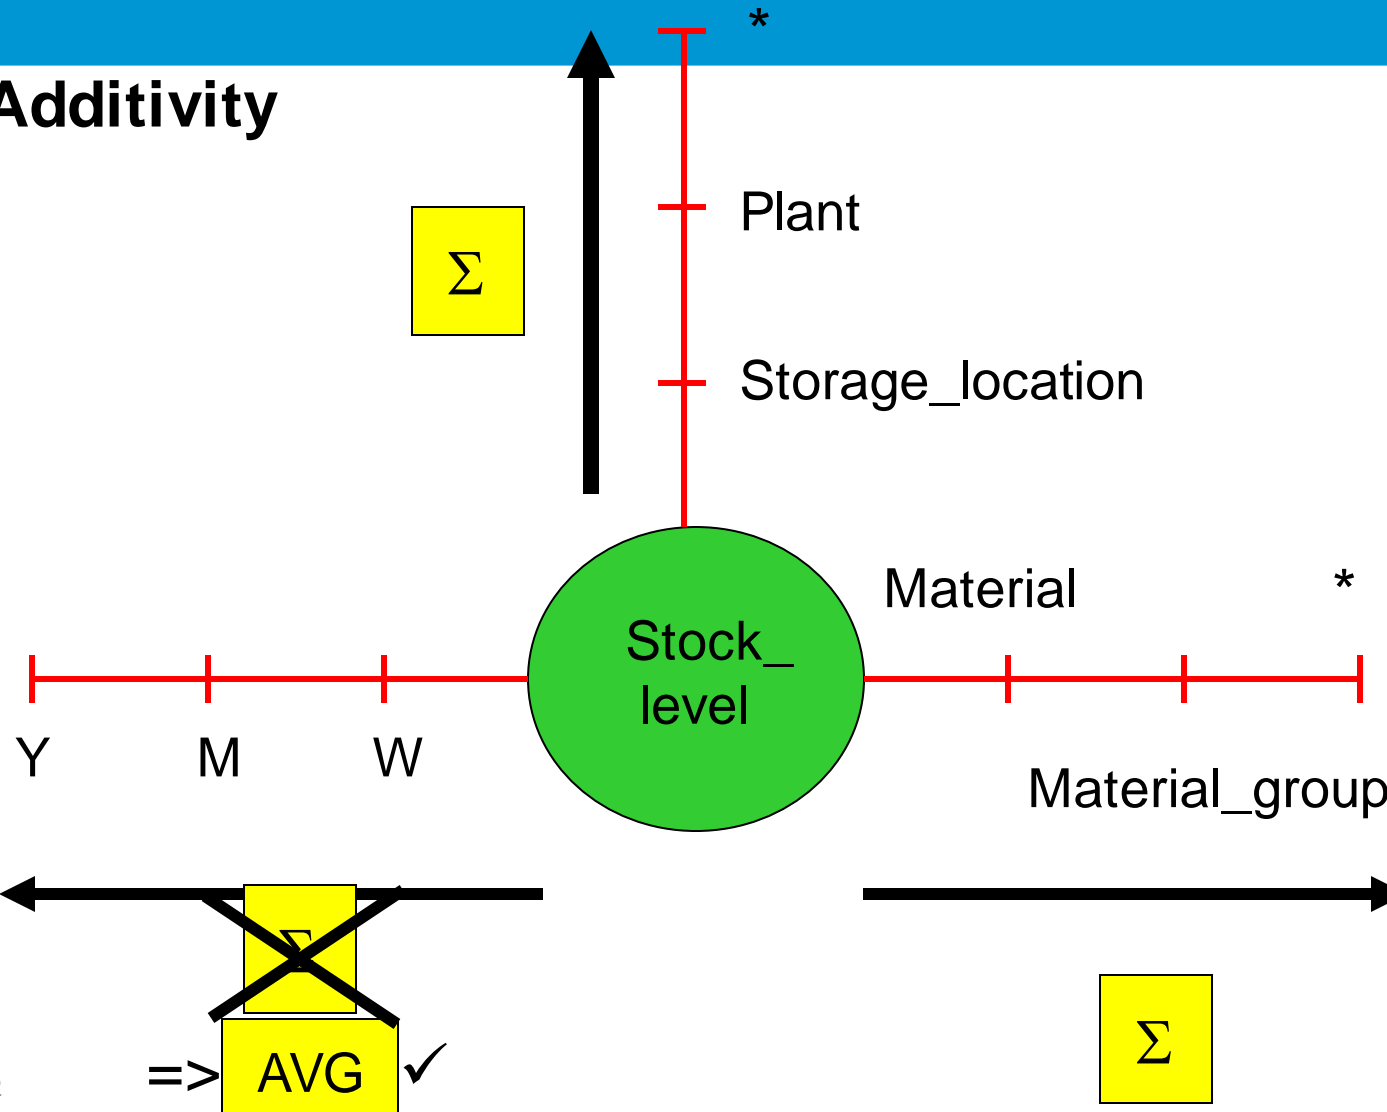 *
Additivity
Plant
Σ
Storage_location
Material *
Stock_
level
Y M W
Material_group
Σ
Σ
=> AVG ✓